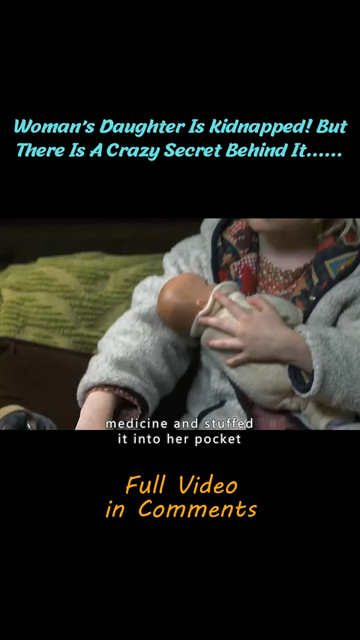 Woman's Daughter Is Kidnapped! But
There Is A Crazy Secret Behind It......
medicine and stuffed
it into her pocket
Full Video
in Comments